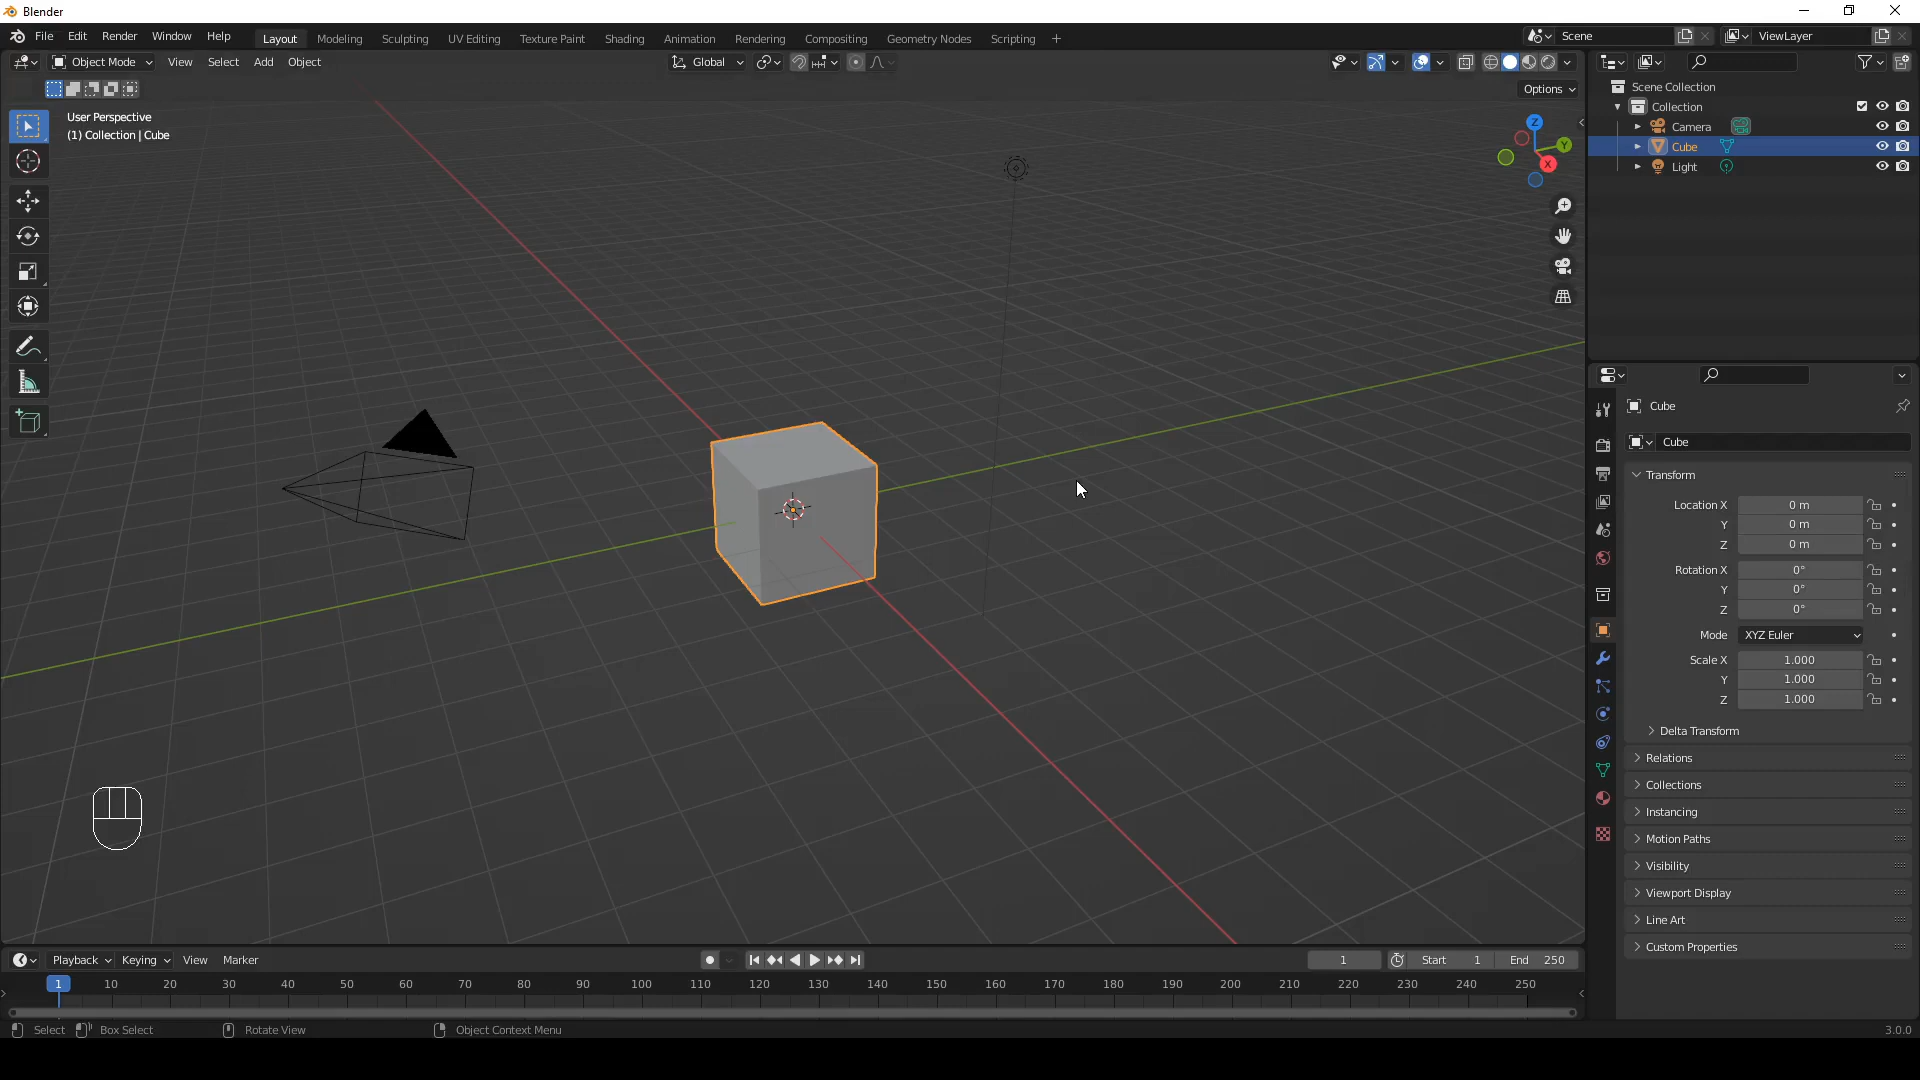 Blender
File Edit Render Window Help Layout Modeling Sculpting UV Editing Texture Paint Shading Animation Rendering Compositing Geometry Nodes Scripting + Scene ViewLayer
Object Mode View Select Add Object Global
Options
User Perspective
(1) Collection | Cube
Z
Y
X
Scene Collection
Collection
Camera
Cube
Light
Cube
Cube
Transform
Location X 0 m
Y 0 m
Z 0 m
Rotation X 0°
Y 0°
Z 0°
Mode XYZ Euler
Scale X 1.000
Y 1.000
Z 1.000
Delta Transform
Relations
Collections
Instancing
Motion Paths
Visibility
Viewport Display
Line Art
Custom Properties
Playback Keying View Marker 1 Start 1 End 250
1 10 20 30 40 50 60 70 80 90 100 110 120 130 140 150 160 170 180 190 200 210 220 230 240 250
Select Box Select Rotate View Object Context Menu 3.0.0